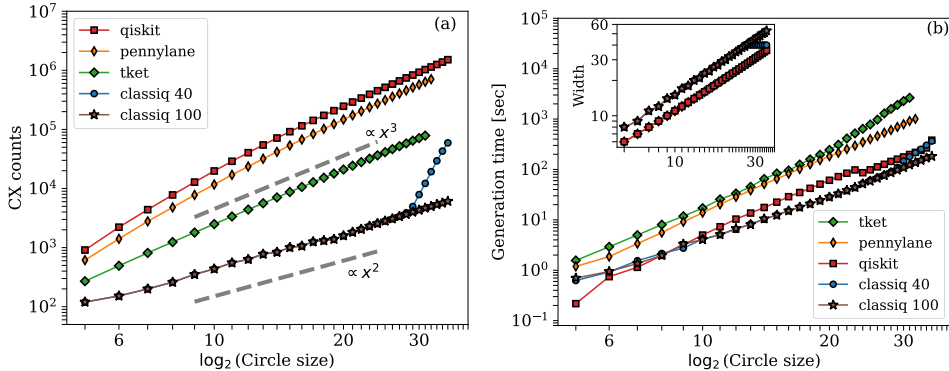 (a)
qiskit
pennylane
tket
classiq 40
classiq 100
10^7
10^6
10^5
10^4
10^3
10^2
CX counts
∝ x^3
∝ x^2
6
10
20
30
log_2 (Circle size)
(b)
10^5
10^4
10^3
10^2
10^1
10^0
10^−1
Generation time [sec]
60
30
10
Width
10
30
tket
pennylane
qiskit
classiq 40
classiq 100
6
10
20
30
log_2 (Circle size)